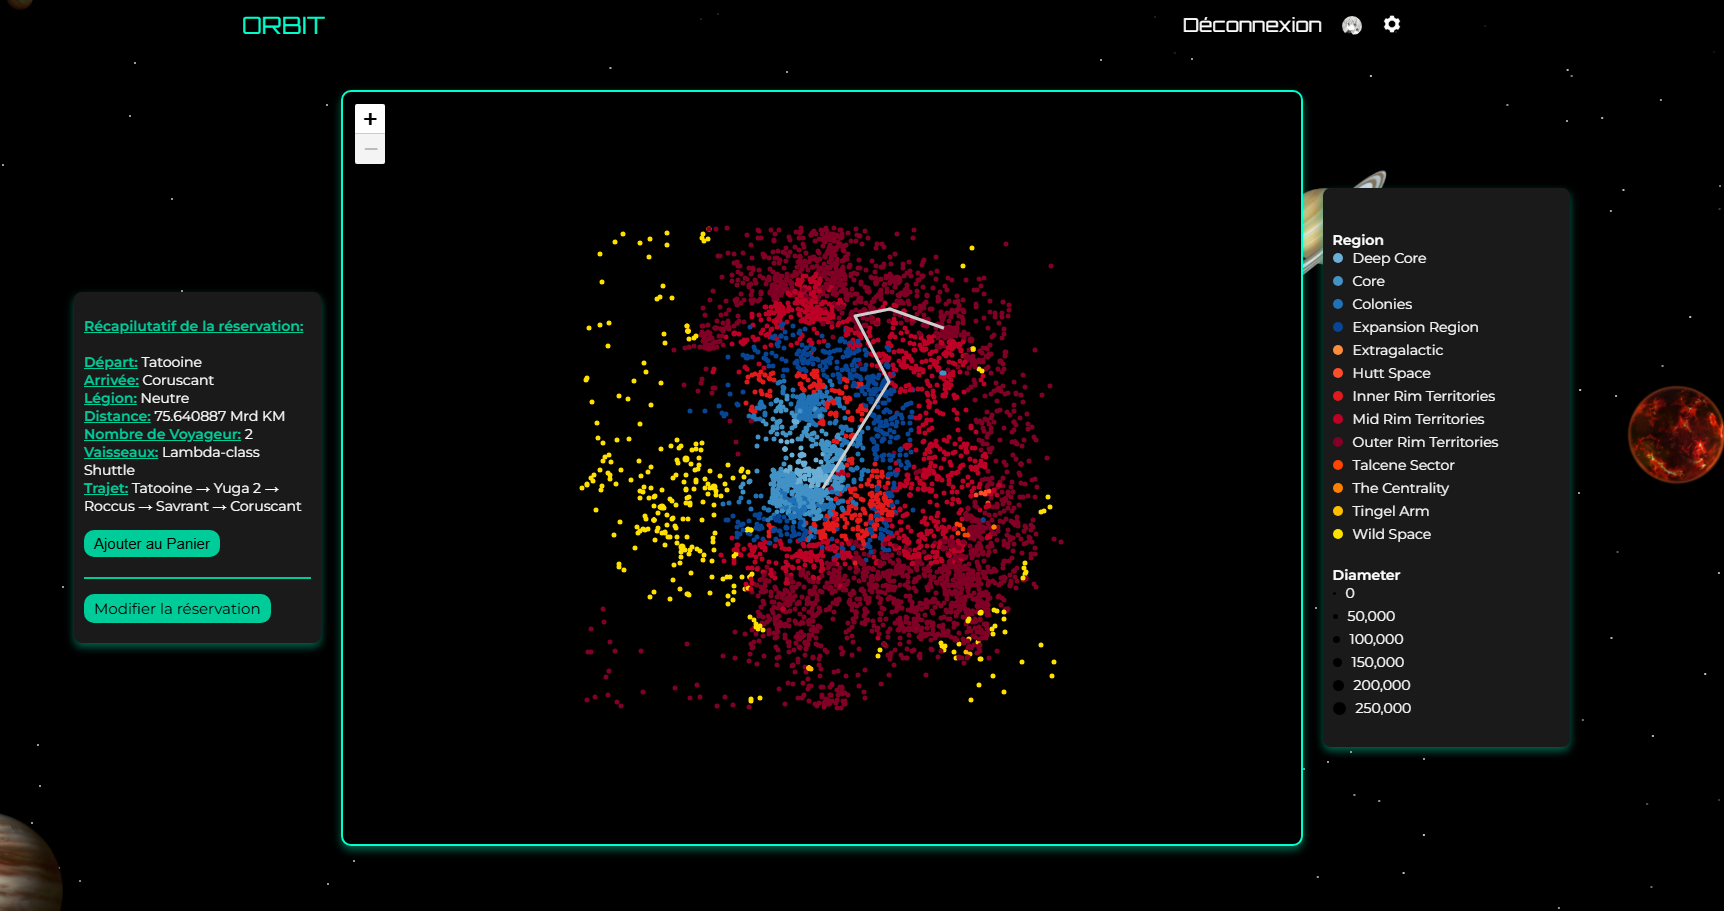 ORBIT
Déconnexion
+
−
Récapilutatif de la réservation:
Départ: Tatooine
Arrivée: Coruscant
Légion: Neutre
Distance: 75.640887 Mrd KM
Nombre de Voyageur: 2
Vaisseaux: Lambda-class
Shuttle
Trajet: Tatooine → Yuga 2 →
Roccus → Savrant → Coruscant
Ajouter au Panier
Modifier la réservation
Region
Deep Core
Core
Colonies
Expansion Region
Extragalactic
Hutt Space
Inner Rim Territories
Mid Rim Territories
Outer Rim Territories
Talcene Sector
The Centrality
Tingel Arm
Wild Space
Diameter
0
50,000
100,000
150,000
200,000
250,000